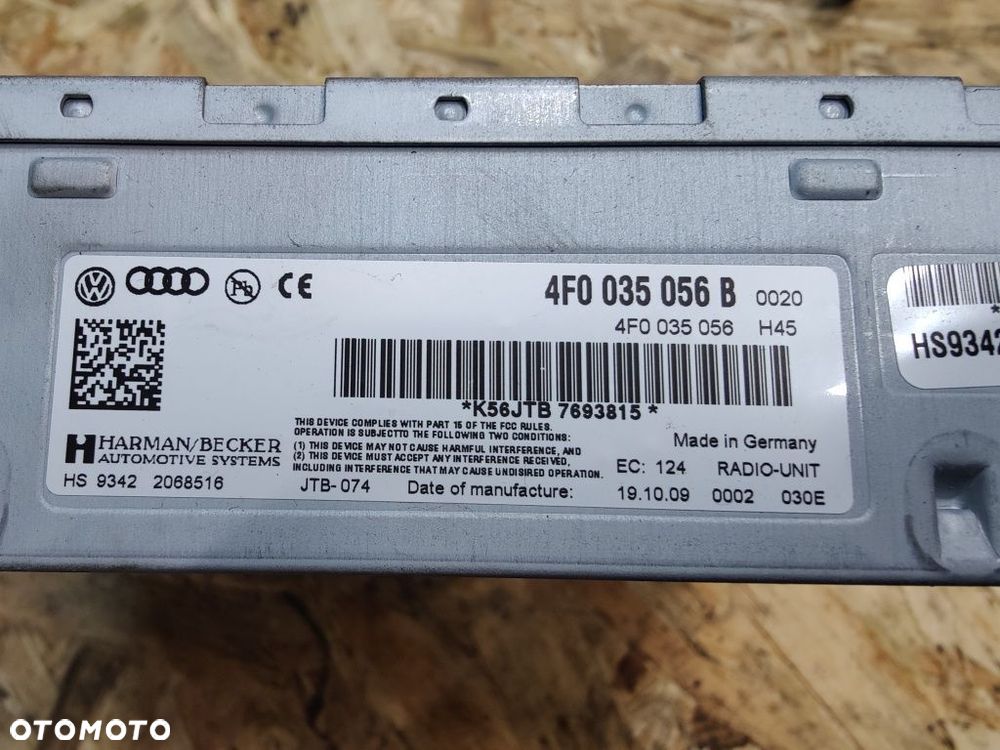 4F0 035 056 B 0020
4F0 035 056 H45
*K56JTB 7693815*
HARMAN/BECKER
AUTOMOTIVE SYSTEMS
HS 9342 2068516
THIS DEVICE COMPLIES WITH PART 15 OF THE FCC RULES.
OPERATION IS SUBJECTTO THE FOLLOWING TWO CONDITIONS:
(1) THIS DEVICE MAY NOT CAUSE HARMFUL INTERFERENCE, AND
(2) THIS DEVICE MUST ACCEPT ANY INTERFERENCE RECEIVED,
INCLUDING INTERFERENCE THAT MAY CAUSE UNDISIRED OPERATION.
Made in Germany
EC: 124 RADIO-UNIT
JTB-074 Date of manufacture: 19.10.09 0002 030E
HS9342
OTOMOTO